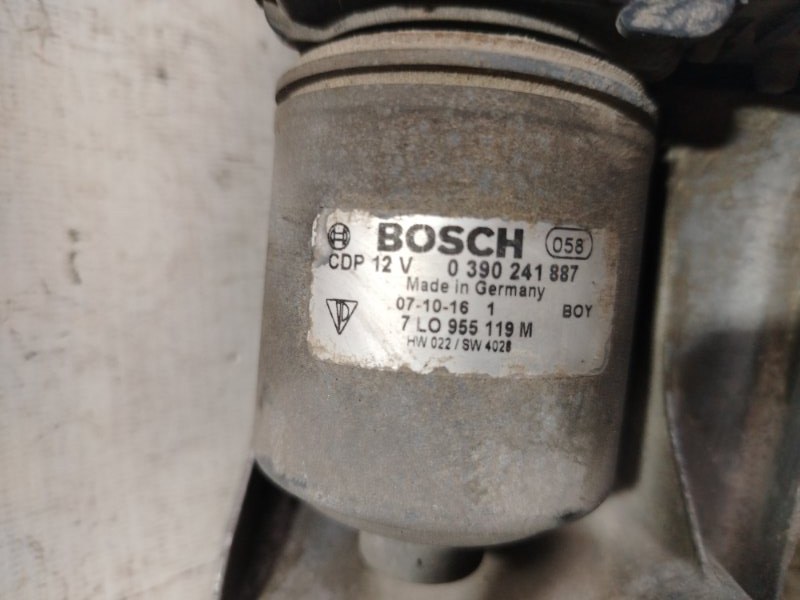 BOSCH 058
CDP 12 V 0 390 241 887
Made in Germany
07-10-16 1 BOY
7 LO 955 119 M
HW 022 / SW 4028